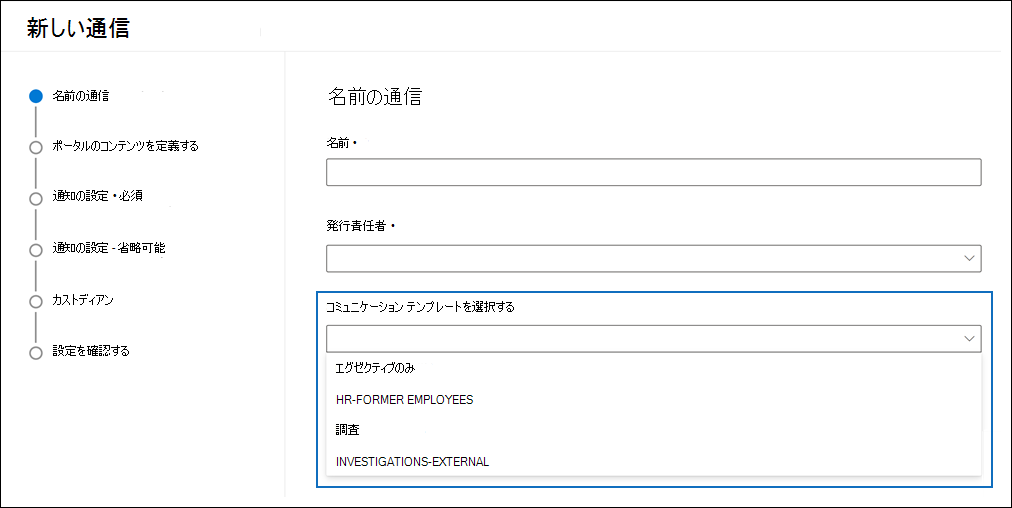 新しい通信
名前の通信
ポータルのコンテンツを定義する
通知の設定・必須
通知の設定 - 省略可能
カストディアン
設定を確認する
名前の通信
名前・
発行責任者・
コミュニケーション テンプレートを選択する
エグゼクティブのみ
HR-FORMER EMPLOYEES
調査
INVESTIGATIONS-EXTERNAL